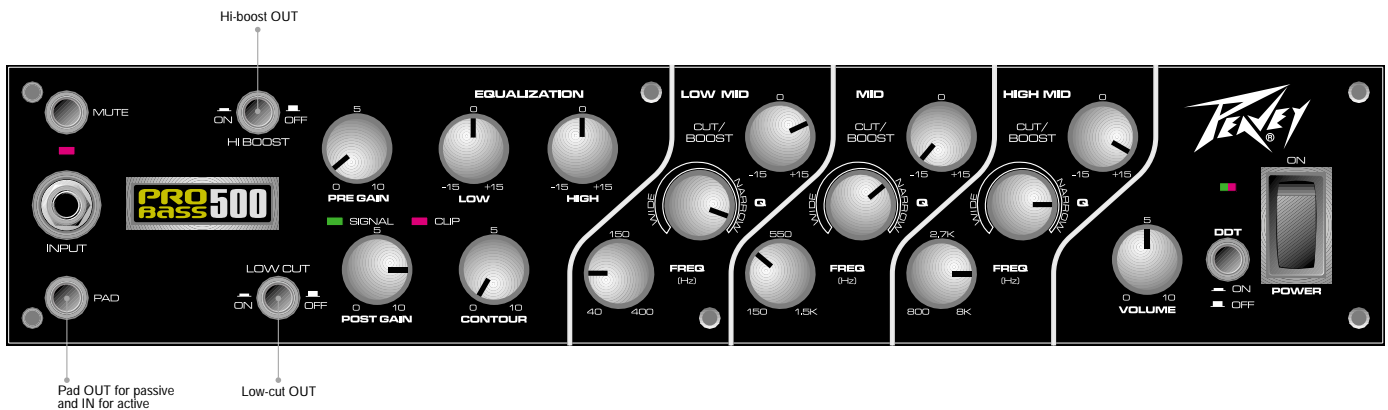 Hi-boost OUT
MUTE
INPUT
PAD
PRO
BASS 500
ON OFF
HI BOOST
LOW CUT
ON OFF
5
0 10
PRE GAIN
SIGNAL CLIP
5
0 10
POST GAIN
EQUALIZATION
0
-15 +15
LOW
0
-15 +15
HIGH
5
0 10
CONTOUR
LOW MID
0
CUT/
BOOST
-15 +15
WIDE NARROW Q
150
40 400
FREQ
(Hz)
MID
0
CUT/
BOOST
-15 +15
WIDE NARROW Q
550
150 1.5K
FREQ
(Hz)
HIGH MID
0
CUT/
BOOST
-15 +15
WIDE NARROW Q
2.7K
800 8K
FREQ
(Hz)
PEAVEY
®
5
0 10
VOLUME
DDT
ON
OFF
ON
POWER
Pad OUT for passive
and IN for active
Low-cut OUT